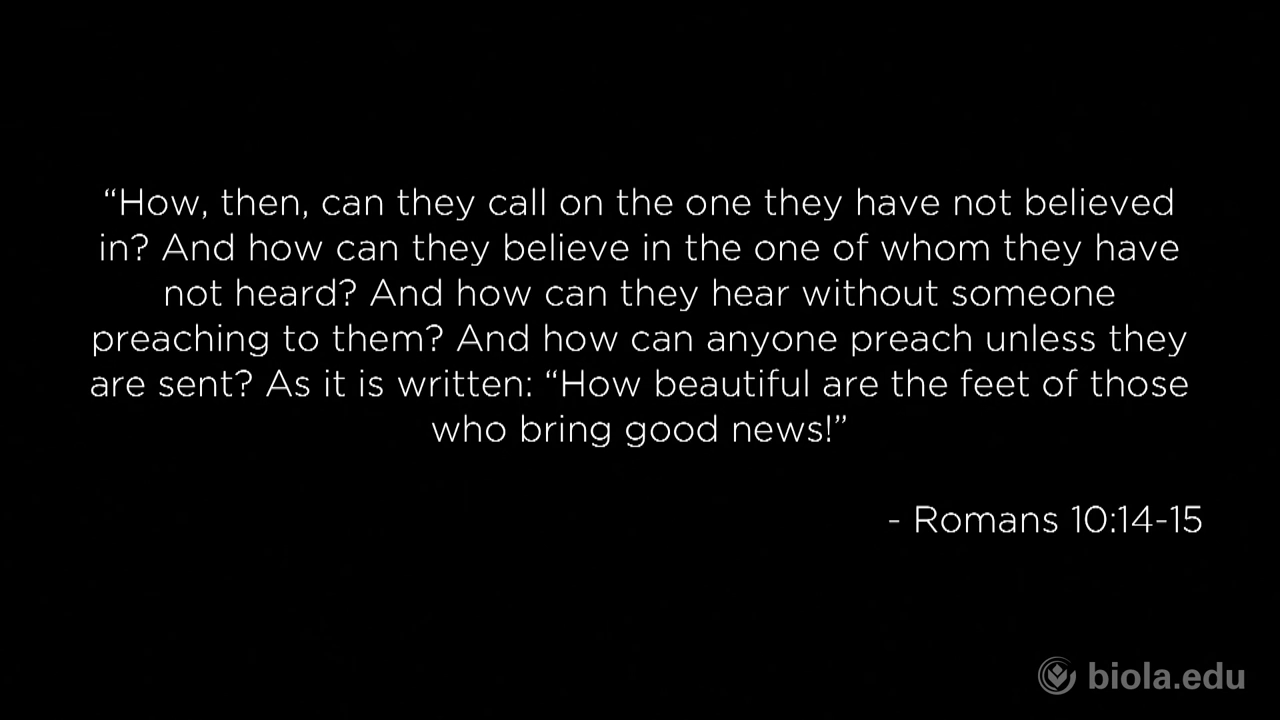 “How, then, can they call on the one they have not believed
in? And how can they believe in the one of whom they have
not heard? And how can they hear without someone
preaching to them? And how can anyone preach unless they
are sent? As it is written: “How beautiful are the feet of those
who bring good news!”
- Romans 10:14-15
biola.edu